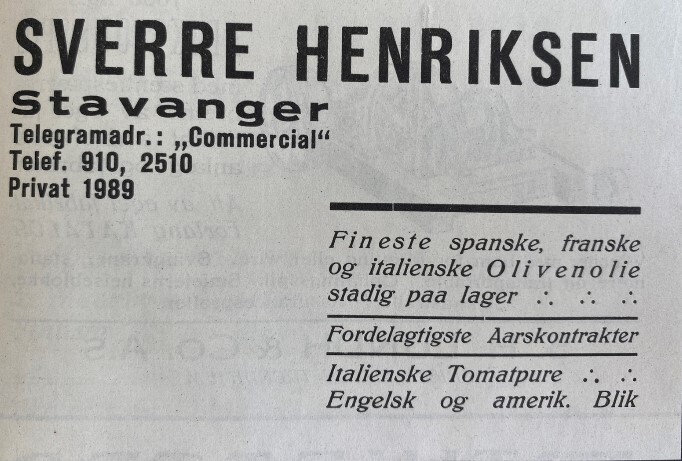 SVERRE HENRIKSEN
Stavanger
Telegramadr.: „Commercial“
Telef. 910, 2510
Privat 1989
Fineste spanske, franske
og italienske Olivenolie
stadig paa lager ∴ ∴ ∴
Fordelagtigste Aarskontrakter
Italienske Tomatpure ∴ ∴
Engelsk og amerik. Blik